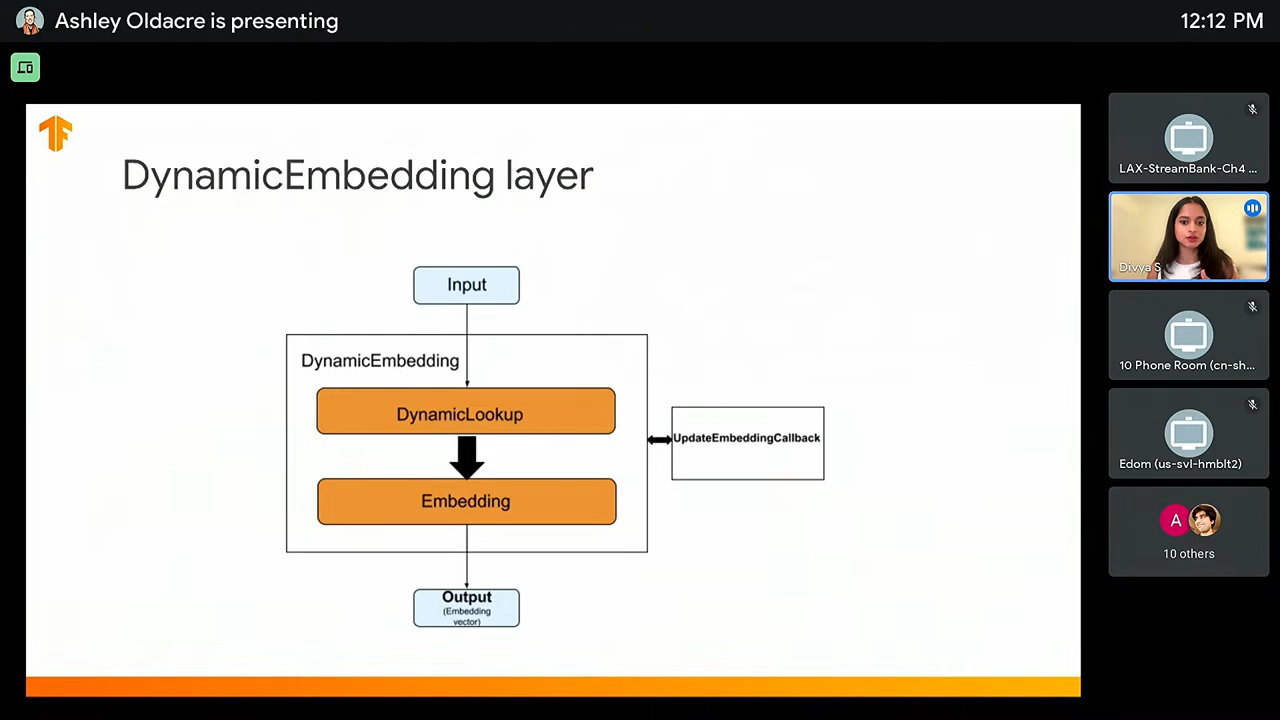 Ashley Oldacre is presenting
12:12 PM
DynamicEmbedding layer
Input
DynamicEmbedding
DynamicLookup
UpdateEmbeddingCallback
Embedding
Output
(Embedding
vector)
LAX-StreamBank-Ch4 ...
Divya S
10 Phone Room (cn-sh...
Edom (us-svl-hmblt2)
A
10 others